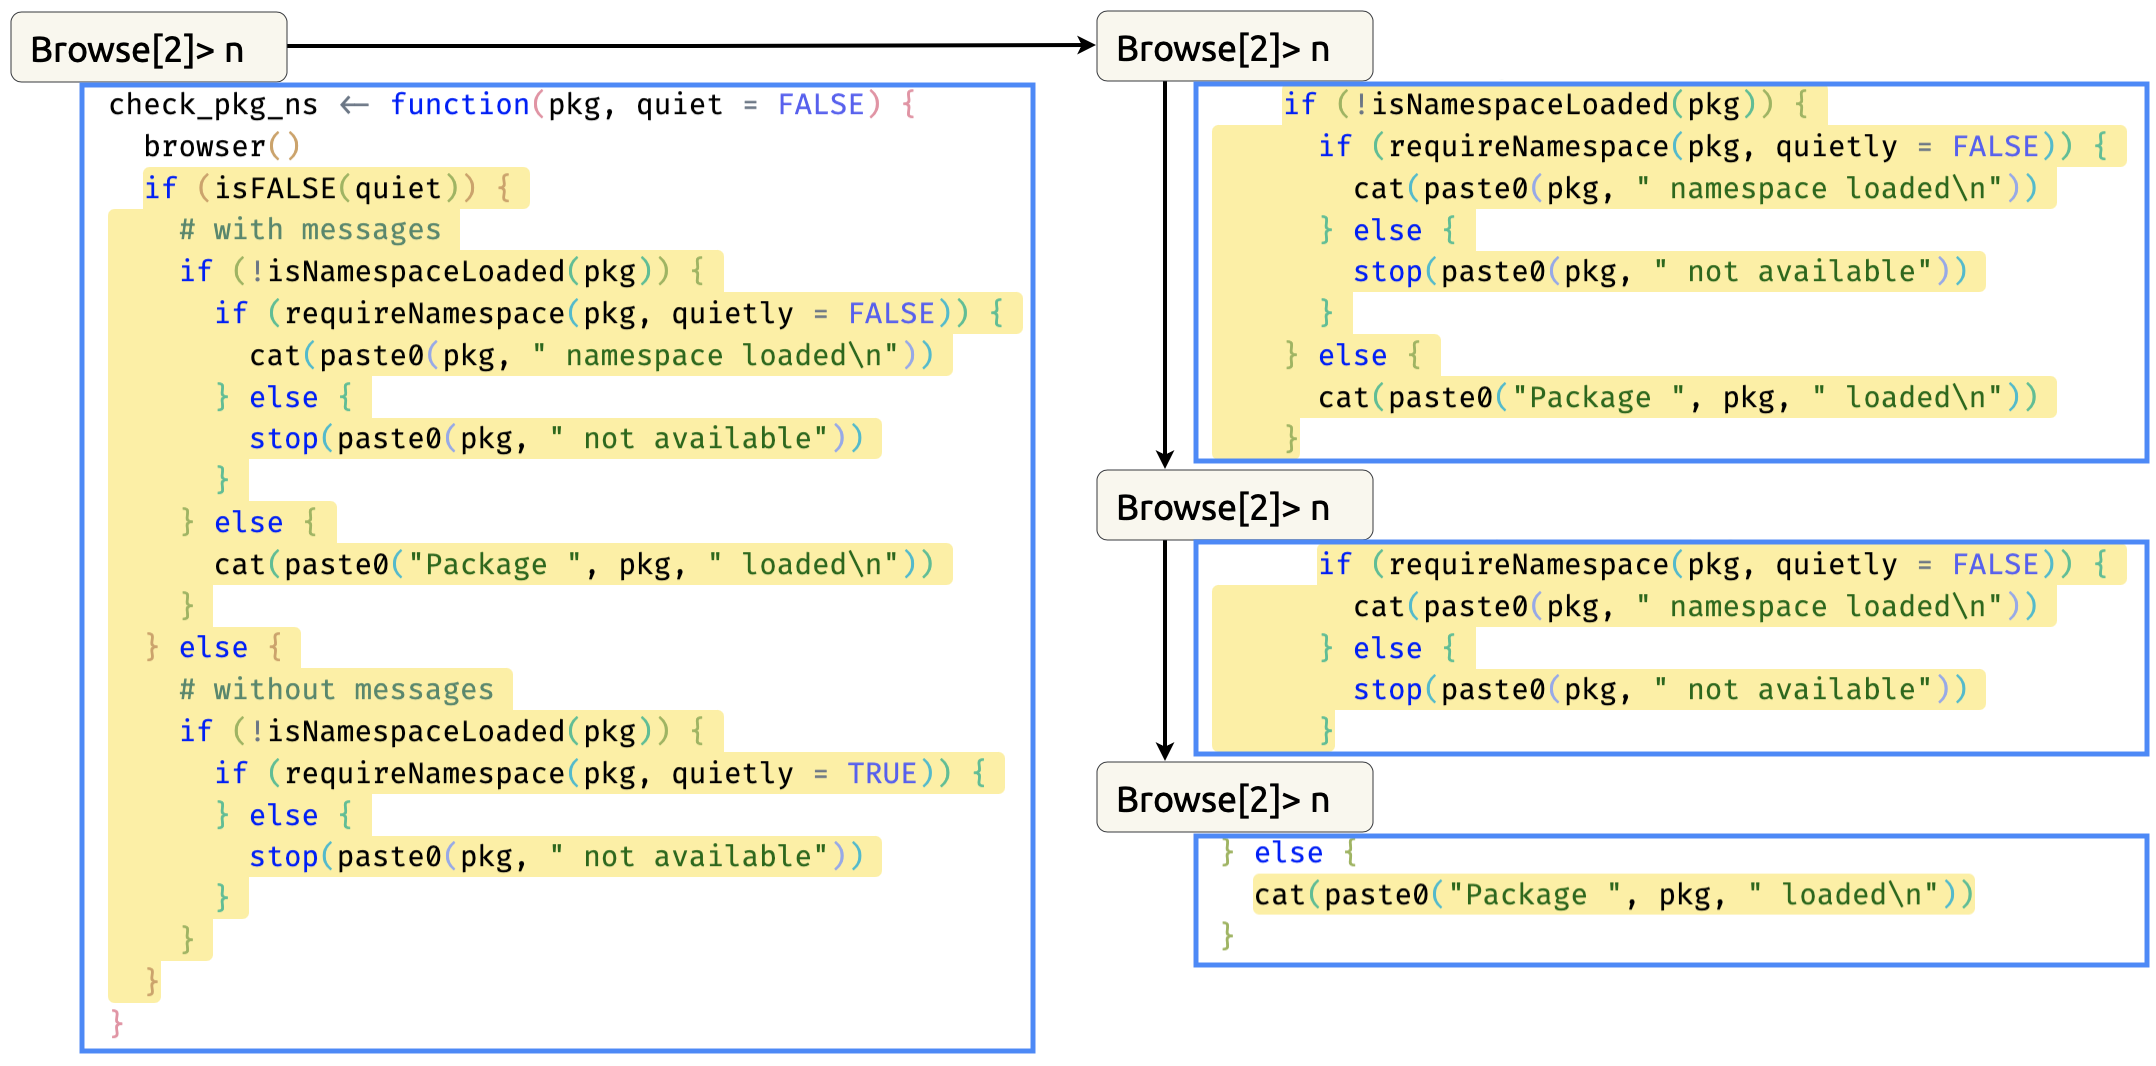 Browse[2]> n
check_pkg_ns <- function(pkg, quiet = FALSE) {
  browser()
  if (isFALSE(quiet)) {
    # with messages
    if (!isNamespaceLoaded(pkg)) {
      if (requireNamespace(pkg, quietly = FALSE)) {
        cat(paste0(pkg, " namespace loaded\n"))
      } else {
        stop(paste0(pkg, " not available"))
      }
    } else {
      cat(paste0("Package ", pkg, " loaded\n"))
    }
  } else {
    # without messages
    if (!isNamespaceLoaded(pkg)) {
      if (requireNamespace(pkg, quietly = TRUE)) {
      } else {
        stop(paste0(pkg, " not available"))
      }
    }
  }
}
Browse[2]> n
    if (!isNamespaceLoaded(pkg)) {
      if (requireNamespace(pkg, quietly = FALSE)) {
        cat(paste0(pkg, " namespace loaded\n"))
      } else {
        stop(paste0(pkg, " not available"))
      }
    } else {
      cat(paste0("Package ", pkg, " loaded\n"))
    }
Browse[2]> n
      if (requireNamespace(pkg, quietly = FALSE)) {
        cat(paste0(pkg, " namespace loaded\n"))
      } else {
        stop(paste0(pkg, " not available"))
      }
Browse[2]> n
} else {
  cat(paste0("Package ", pkg, " loaded\n"))
}